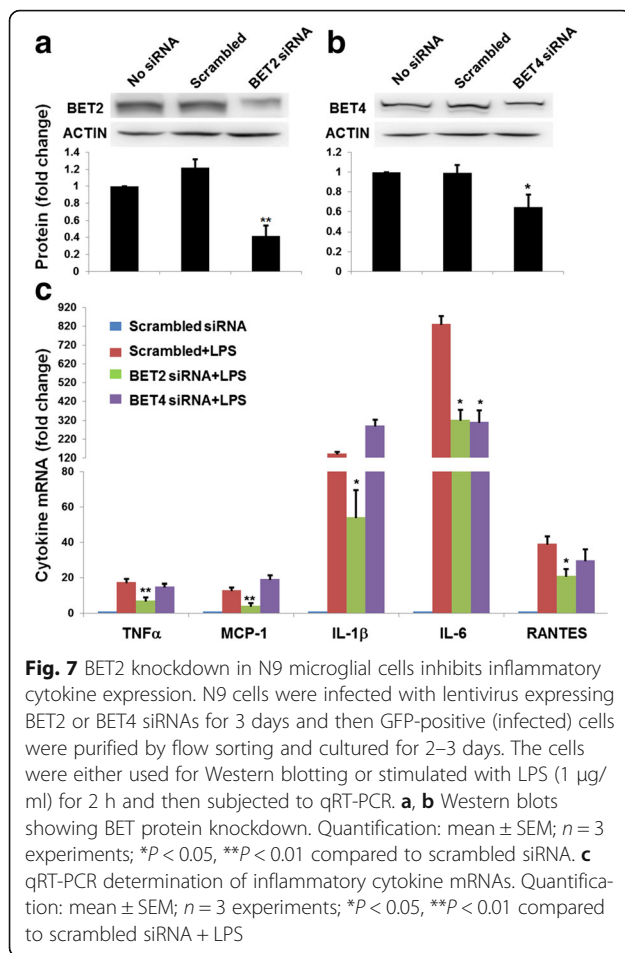 a
b
No siRNA
Scrambled
BET2 siRNA
No siRNA
Scrambled
BET4 siRNA
BET2
BET4
ACTIN
ACTIN
Protein (fold change)
1.4
1.2
1
0.8
0.6
0.4
0.2
0
**
1.2
1
0.8
0.6
0.4
0.2
0
*
c
Cytokine mRNA (fold change)
920
820
720
620
520
420
320
220
120
80
60
40
20
0
Scrambled siRNA
Scrambled+LPS
BET2 siRNA+LPS
BET4 siRNA+LPS
**
**
*
*
*
*
TNFα
MCP-1
IL-1β
IL-6
RANTES
Fig. 7 BET2 knockdown in N9 microglial cells inhibits inflammatory
cytokine expression. N9 cells were infected with lentivirus expressing
BET2 or BET4 siRNAs for 3 days and then GFP-positive (infected) cells
were purified by flow sorting and cultured for 2–3 days. The cells
were either used for Western blotting or stimulated with LPS (1 μg/
ml) for 2 h and then subjected to qRT-PCR. a, b Western blots
showing BET protein knockdown. Quantification: mean ± SEM; n = 3
experiments; *P < 0.05, **P < 0.01 compared to scrambled siRNA. c
qRT-PCR determination of inflammatory cytokine mRNAs. Quantifica-
tion: mean ± SEM; n = 3 experiments; *P < 0.05, **P < 0.01 compared
to scrambled siRNA + LPS